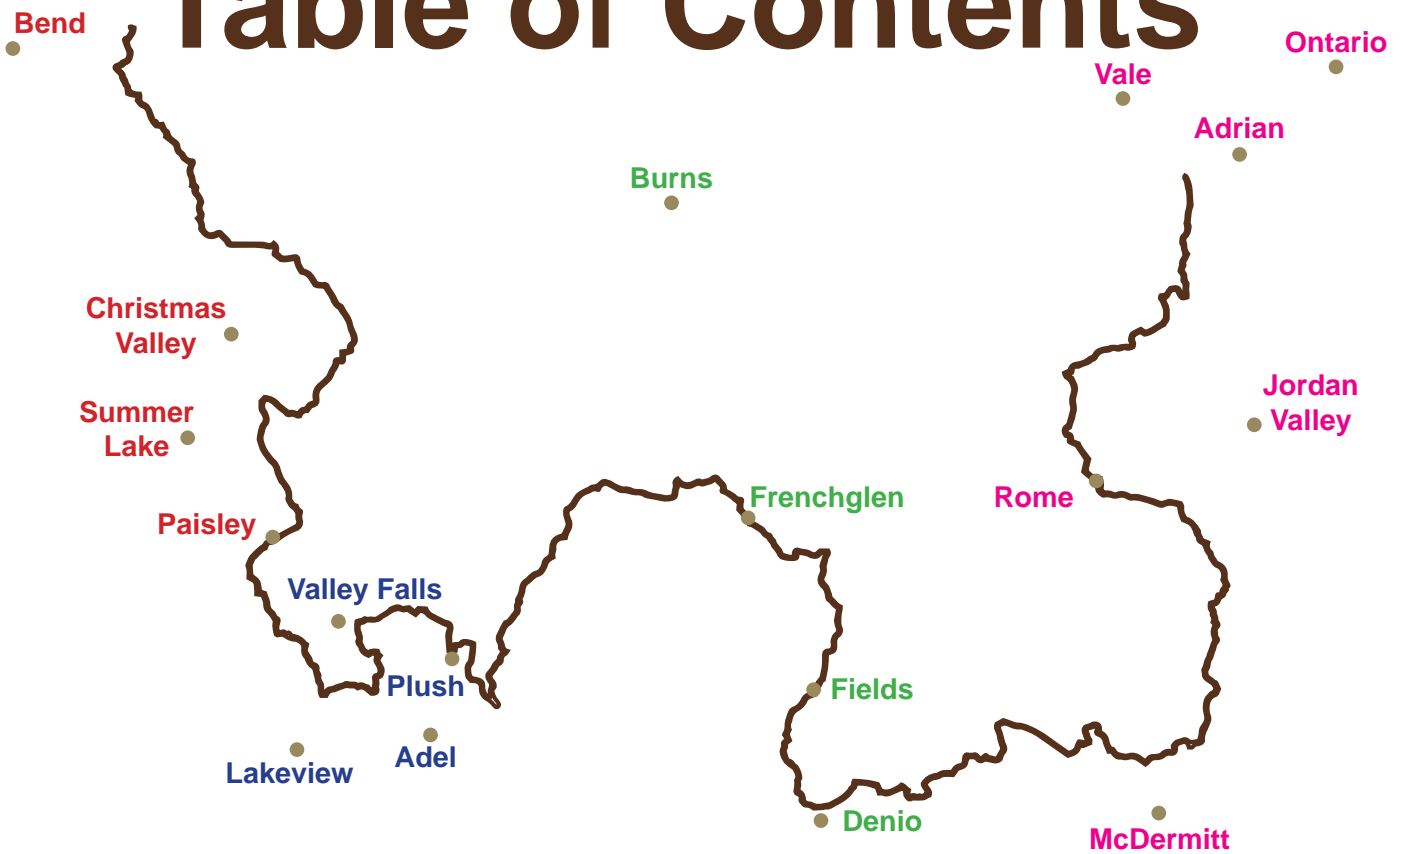 Table of Contents
Bend
Ontario
Vale
Adrian
Burns
Christmas
Valley
Jordan
Valley
Summer
Lake
Frenchglen
Rome
Paisley
Valley Falls
Plush
Fields
Adel
Lakeview
Denio
McDermitt